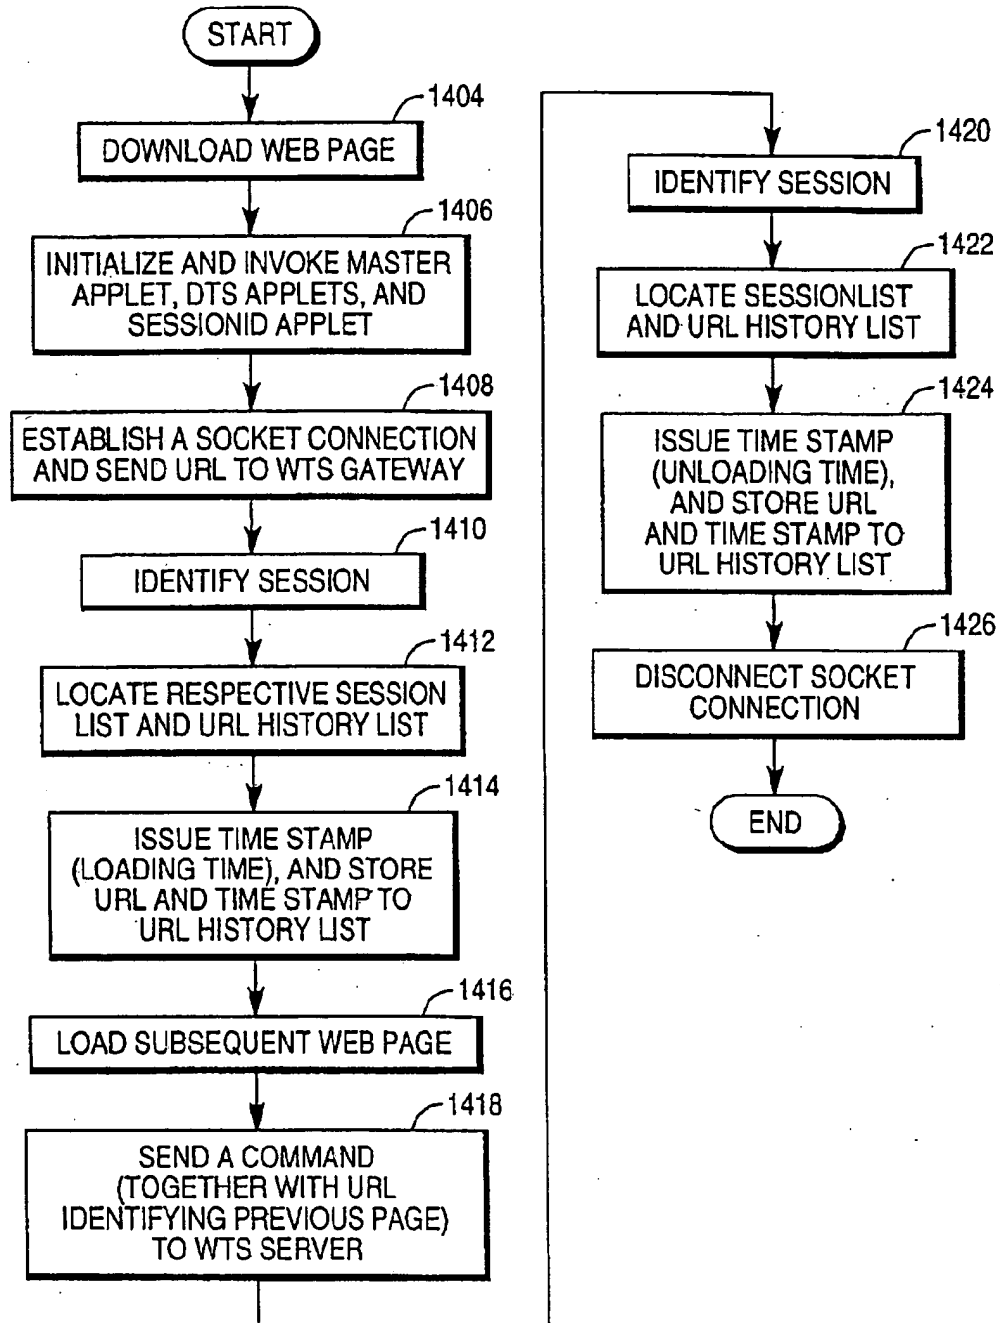 START
1404
DOWNLOAD WEB PAGE
1406
INITIALIZE AND INVOKE MASTER
APPLET, DTS APPLETS, AND
SESSIONID APPLET
1408
ESTABLISH A SOCKET CONNECTION
AND SEND URL TO WTS GATEWAY
1410
IDENTIFY SESSION
1412
LOCATE RESPECTIVE SESSION
LIST AND URL HISTORY LIST
1414
ISSUE TIME STAMP
(LOADING TIME), AND STORE
URL AND TIME STAMP TO
URL HISTORY LIST
1416
LOAD SUBSEQUENT WEB PAGE
1418
SEND A COMMAND
(TOGETHER WITH URL
IDENTIFYING PREVIOUS PAGE)
TO WTS SERVER
1420
IDENTIFY SESSION
1422
LOCATE SESSIONLIST
AND URL HISTORY LIST
1424
ISSUE TIME STAMP
(UNLOADING TIME),
AND STORE URL
AND TIME STAMP TO
URL HISTORY LIST
1426
DISCONNECT SOCKET
CONNECTION
END